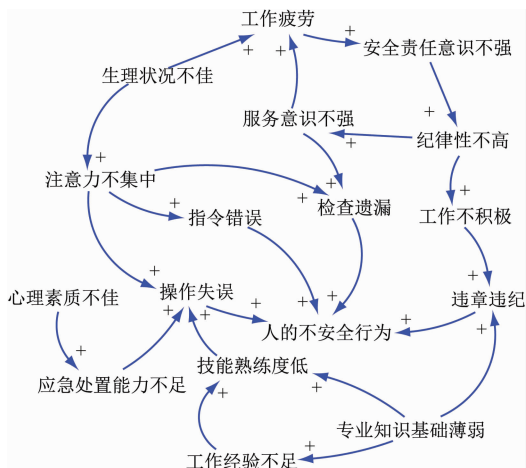 工作疲劳
安全责任意识不强
生理状况不佳
服务意识不强
纪律性不高
注意力不集中
检查遗漏
指令错误
工作不积极
心理素质不佳
操作失误
违章违纪
人的不安全行为
技能熟练度低
应急处置能力不足
专业知识基础薄弱
工作经验不足